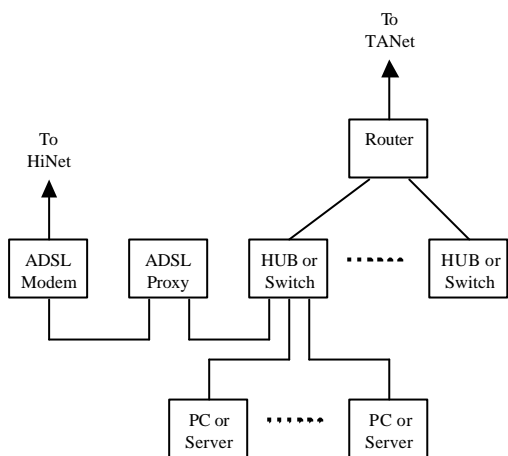 To
TANet
Router
To
HiNet
ADSL
Modem
ADSL
Proxy
HUB or
Switch
HUB or
Switch
PC or
Server
PC or
Server